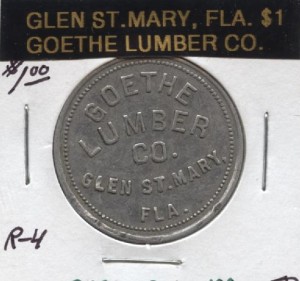 GLEN ST.MARY, FLA. $1
GOETHE LUMBER CO.
$1.00
GOETHE
LUMBER
CO.
GLEN ST. MARY,
FLA.
R-4